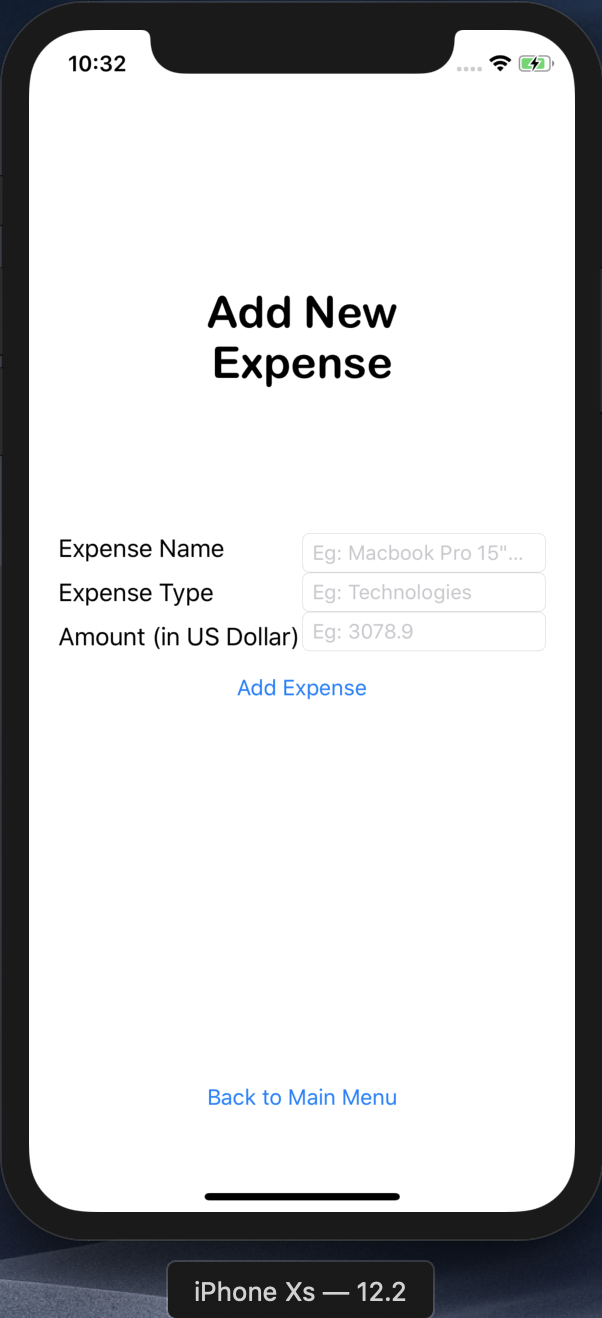 10:32
Add New
Expense
Expense Name
Eg: Macbook Pro 15"...
Expense Type
Eg: Technologies
Amount (in US Dollar)
Eg: 3078.9
Add Expense
Back to Main Menu
iPhone Xs — 12.2